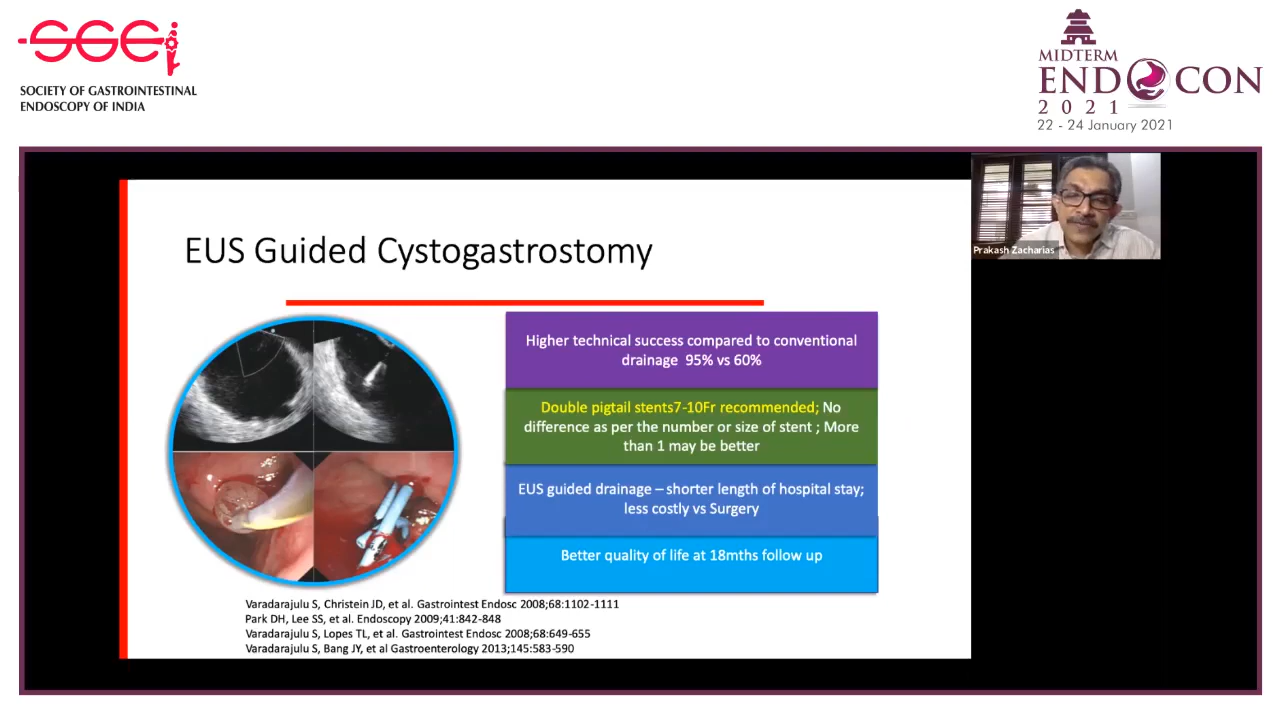 SGEI
SOCIETY OF GASTROINTESTINAL
ENDOSCOPY OF INDIA
MIDTERM
ENDOCON
2021
22 - 24 January 2021
Prakash Zacharias
EUS Guided Cystogastrostomy
Higher technical success compared to conventional
drainage 95% vs 60%
Double pigtail stents7-10Fr recommended; No
difference as per the number or size of stent ; More
than 1 may be better
EUS guided drainage – shorter length of hospital stay;
less costly vs Surgery
Better quality of life at 18mths follow up
Varadarajulu S, Christein JD, et al. Gastrointest Endosc 2008;68:1102-1111
Park DH, Lee SS, et al. Endoscopy 2009;41:842-848
Varadarajulu S, Lopes TL, et al. Gastrointest Endosc 2008;68:649-655
Varadarajulu S, Bang JY, et al Gastroenterology 2013;145:583-590